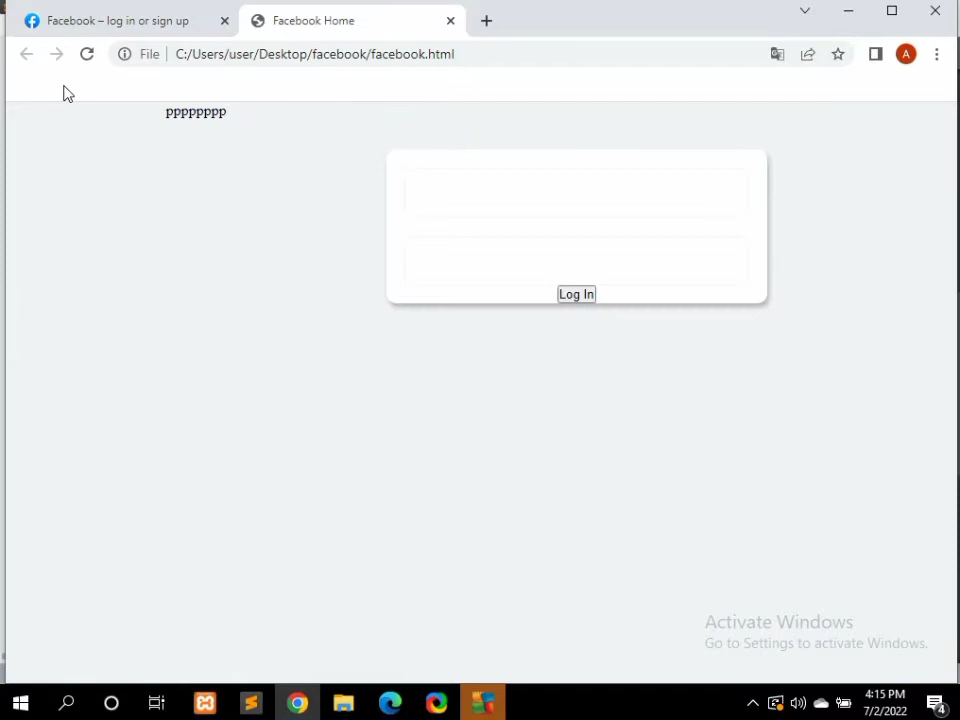 Facebook – log in or sign up
Facebook Home
File
C:/Users/user/Desktop/facebook/facebook.html
A
pppppppp
Log In
Activate Windows
Go to Settings to activate Windows.
4:15 PM
7/2/2022
4